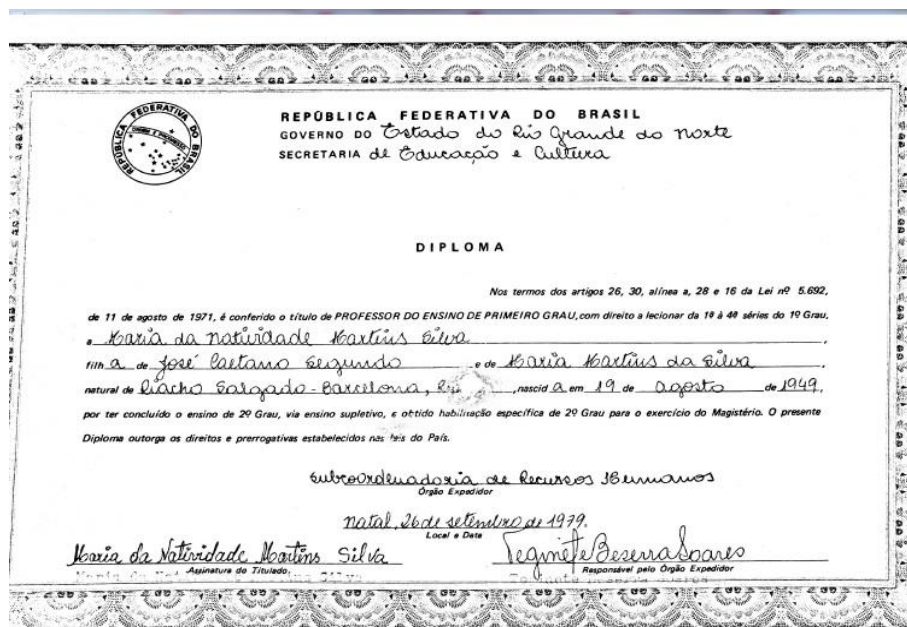 REPÚBLICA FEDERATIVA DO BRASIL
REPÚBLICA FEDERATIVA DO BRASIL
GOVERNO DO Estado do Rio Grande do Norte
SECRETARIA de Educação e Cultura
DIPLOMA
Nos termos dos artigos 26, 30, alínea a, 28 e 16 da Lei nº 5.692,
de 11 de agosto de 1971, é conferido o título de PROFESSOR DO ENSINO DE PRIMEIRO GRAU, com direito a lecionar da 1ª à 4ª séries do 1º Grau,
a Maria da Natividade Martins Silva,
filha de José Caetano Segundo e de Maria Martins da Silva,
natural de Riacho Salgado - Barcelona, nascida em 19 de agosto de 1949,
por ter concluído o ensino de 2º Grau, via ensino supletivo, e obtido habilitação específica de 2º Grau para o exercício do Magistério. O presente
Diploma outorga os direitos e prerrogativas estabelecidos nas leis do País.
Subcoordenadoria de Recursos Humanos
Órgão Expedidor
Natal, 26 de setembro de 1979.
Local e Data
Maria da Natividade Martins Silva
Assinatura do Titulado.
Beserra Soares
Responsável pelo Órgão Expedidor